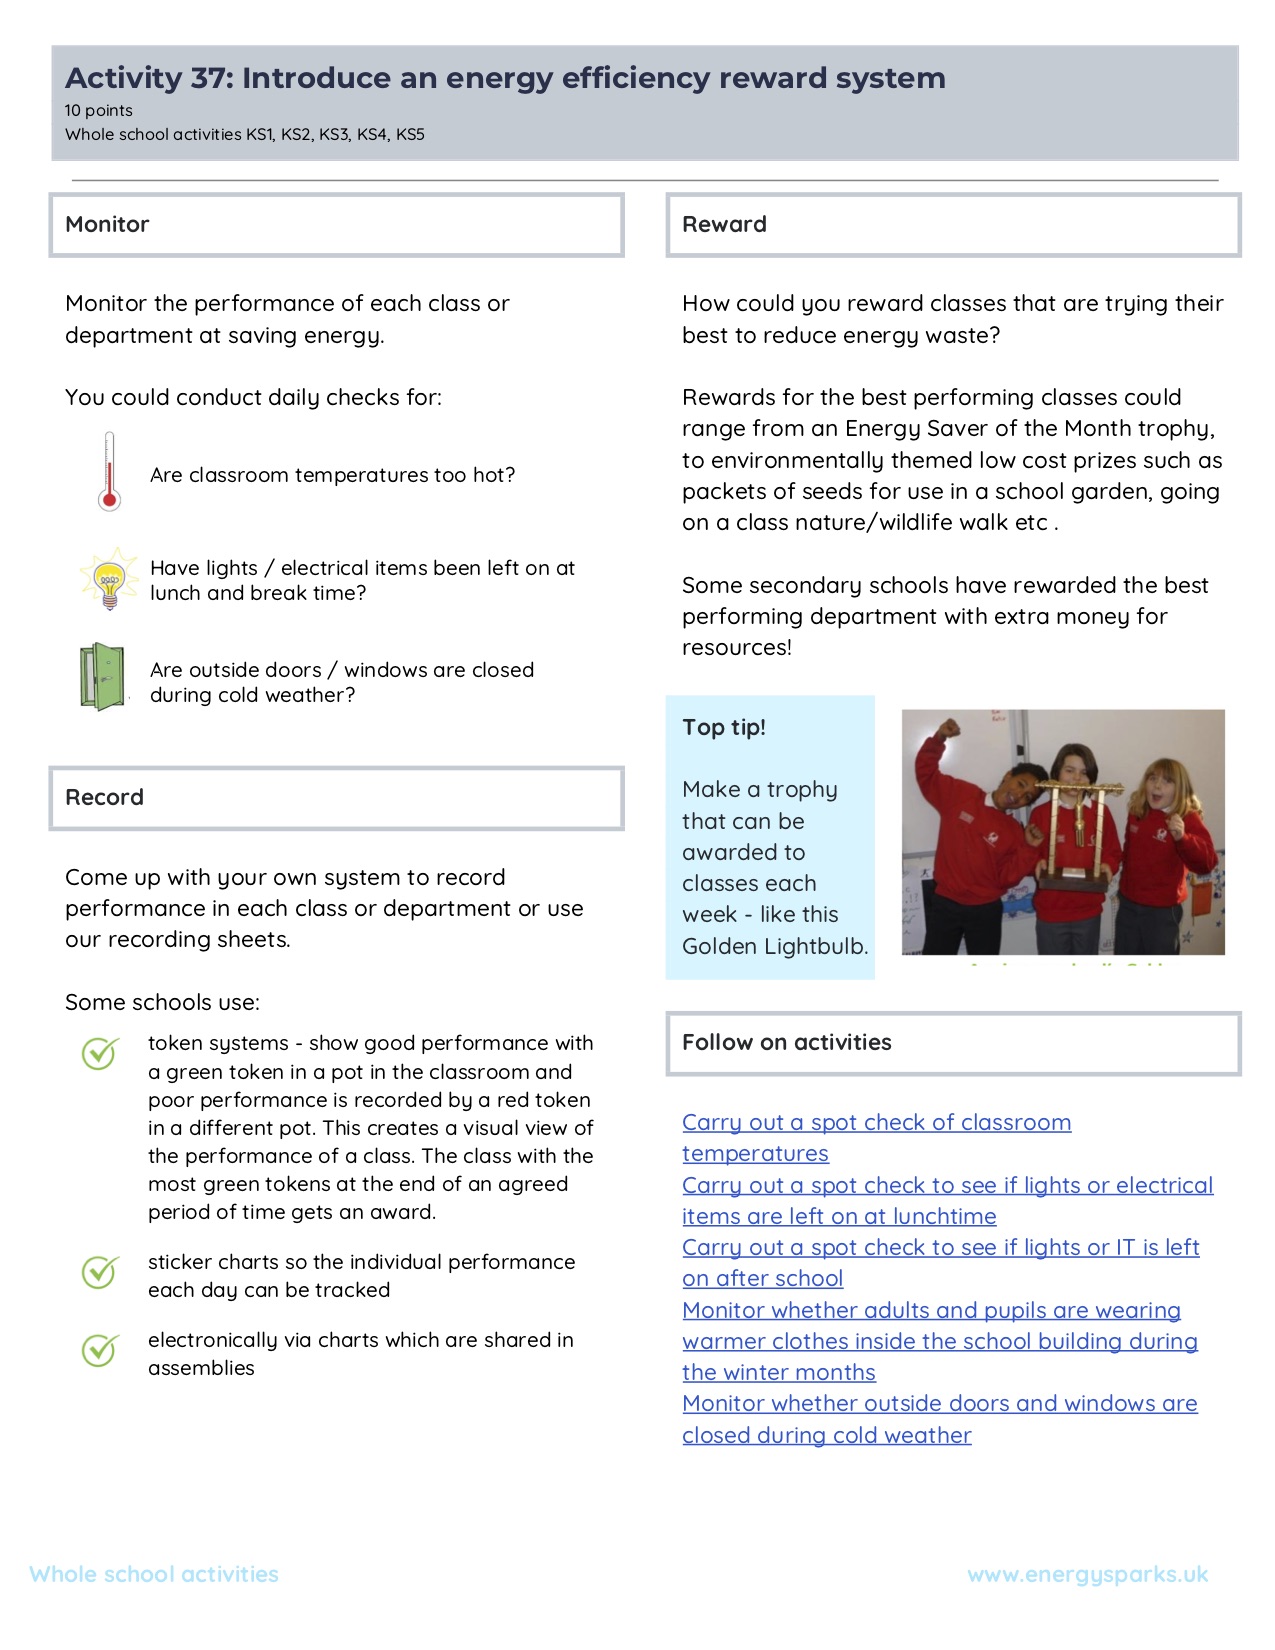 Activity 37: Introduce an energy efficiency reward system
10 points
Whole school activities KS1, KS2, KS3, KS4, KS5
Monitor
Monitor the performance of each class or
department at saving energy.
You could conduct daily checks for:
Are classroom temperatures too hot?
Have lights / electrical items been left on at
lunch and break time?
Are outside doors / windows are closed
during cold weather?
Record
Come up with your own system to record
performance in each class or department or use
our recording sheets.
Some schools use:
token systems - show good performance with
a green token in a pot in the classroom and
poor performance is recorded by a red token
in a different pot. This creates a visual view of
the performance of a class. The class with the
most green tokens at the end of an agreed
period of time gets an award.
sticker charts so the individual performance
each day can be tracked
electronically via charts which are shared in
assemblies
Reward
How could you reward classes that are trying their
best to reduce energy waste?
Rewards for the best performing classes could
range from an Energy Saver of the Month trophy,
to environmentally themed low cost prizes such as
packets of seeds for use in a school garden, going
on a class nature/wildlife walk etc .
Some secondary schools have rewarded the best
performing department with extra money for
resources!
Top tip!
Make a trophy
that can be
awarded to
classes each
week - like this
Golden Lightbulb.
Follow on activities
Carry out a spot check of classroom
temperatures
Carry out a spot check to see if lights or electrical
items are left on at lunchtime
Carry out a spot check to see if lights or IT is left
on after school
Monitor whether adults and pupils are wearing
warmer clothes inside the school building during
the winter months
Monitor whether outside doors and windows are
closed during cold weather
Whole school activities
www.energysparks.uk